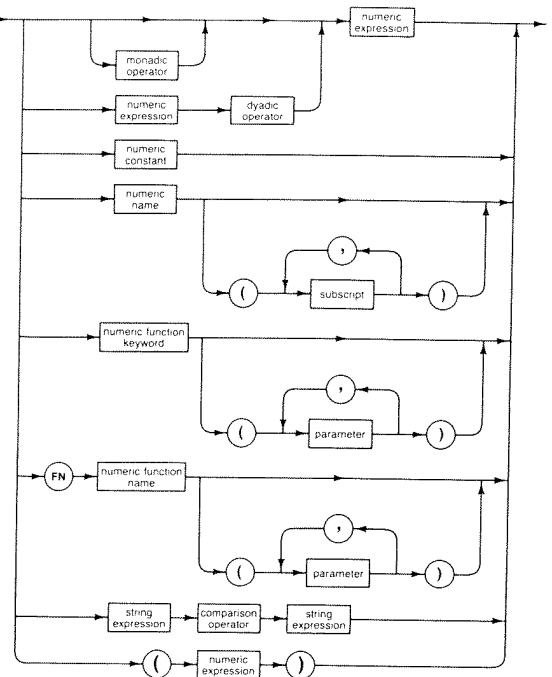 numeric
expression
monadic
operator
numeric
expression
dyadic
operator
numeric
constant
numeric
name
,
( subscript )
numeric function
keyword
,
( parameter )
FN numeric function
name
,
( parameter )
string
expression
comparison
operator
string
expression
( numeric
expression )